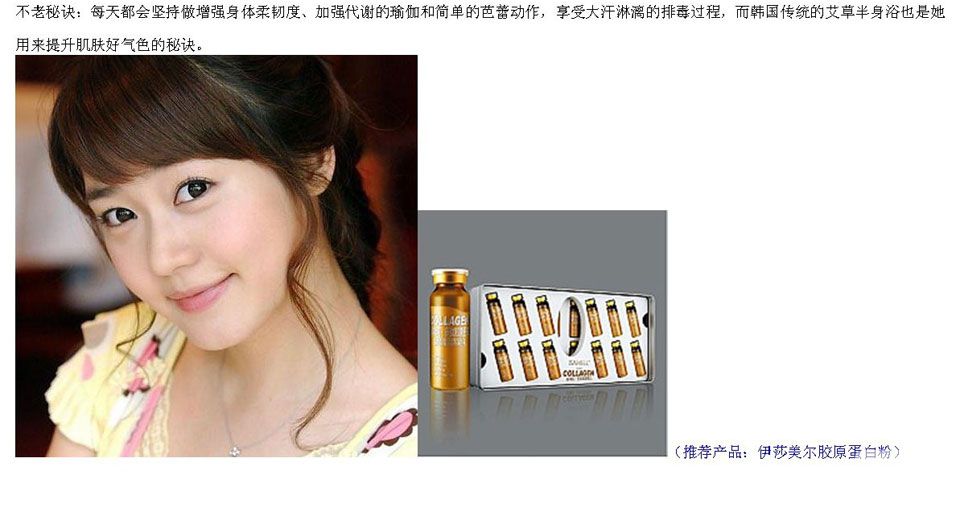 不老秘诀：每天都会坚持做增强身体柔韧度、加强代谢的瑜伽和简单的芭蕾动作，享受大汗淋漓的排毒过程，而韩国传统的艾草半身浴也是她
用来提升肌肤好气色的秘诀。
COLLAGEN
COLLAGEN
（推荐产品：伊莎美尔胶原蛋白粉）